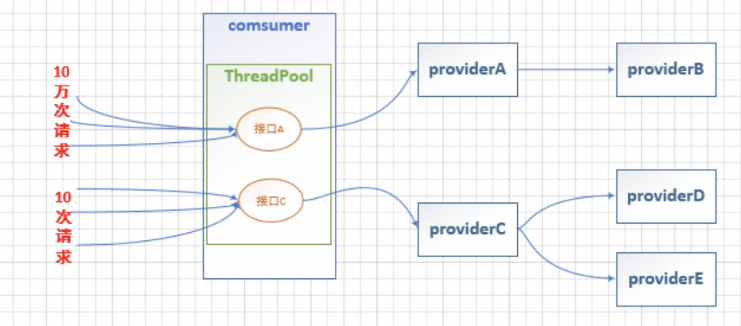 comsumer
ThreadPool
10
万
次
请
求
接口A
10
次
请
求
接口C
providerA
providerB
providerC
providerD
providerE